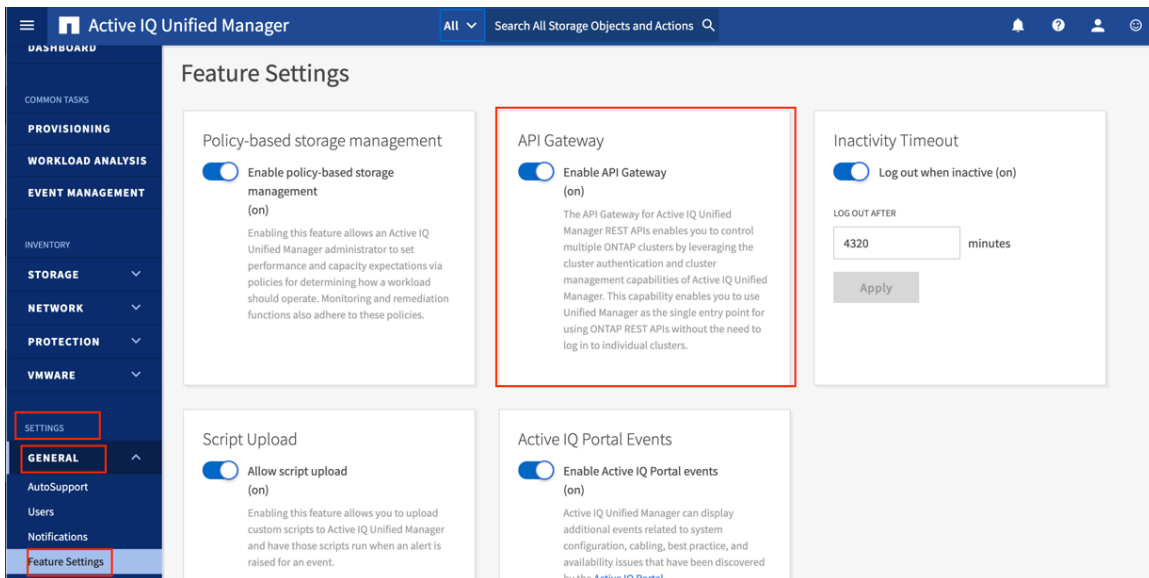 Active IQ Unified Manager
All
Search All Storage Objects and Actions
DASHBOARD
COMMON TASKS
PROVISIONING
WORKLOAD ANALYSIS
EVENT MANAGEMENT
INVENTORY
STORAGE
NETWORK
PROTECTION
VMWARE
SETTINGS
GENERAL
AutoSupport
Users
Notifications
Feature Settings
Feature Settings
Policy-based storage management
Enable policy-based storage
management
(on)
Enabling this feature allows an Active IQ
Unified Manager administrator to set
performance and capacity expectations via
policies for determining how a workload
should operate. Monitoring and remediation
functions also adhere to these policies.
API Gateway
Enable API Gateway
(on)
The API Gateway for Active IQ Unified
Manager REST APIs enables you to control
multiple ONTAP clusters by leveraging the
cluster authentication and cluster
management capabilities of Active IQ Unified
Manager. This capability enables you to use
Unified Manager as the single entry point for
using ONTAP REST APIs without the need to
log in to individual clusters.
Inactivity Timeout
Log out when inactive (on)
LOG OUT AFTER
4320 minutes
Apply
Script Upload
Allow script upload
(on)
Enabling this feature allows you to upload
custom scripts to Active IQ Unified Manager
and have those scripts run when an alert is
raised for an event.
Active IQ Portal Events
Enable Active IQ Portal events
(on)
Active IQ Unified Manager can display
additional events related to system
configuration, cabling, best practice, and
availability issues that have been discovered
by the Active IQ Portal